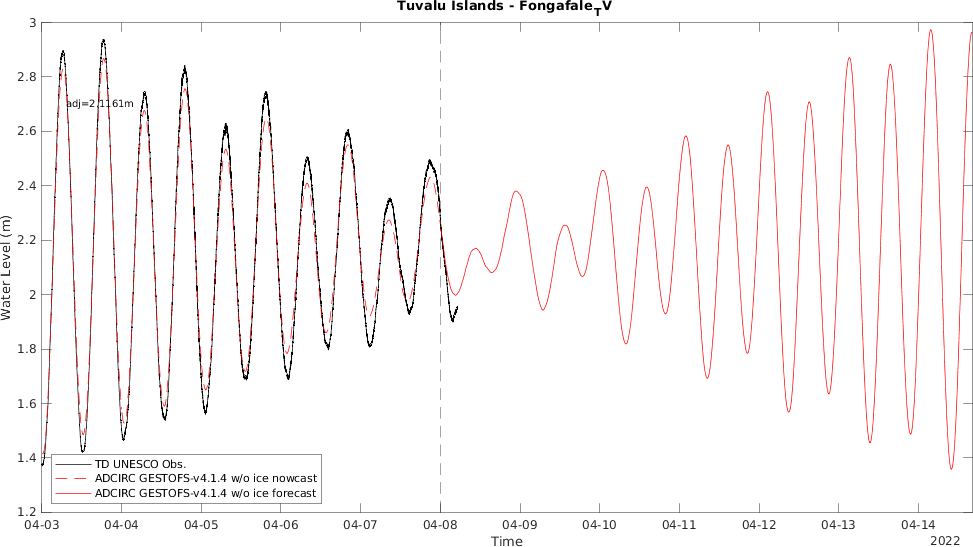 Tuvalu Islands - Fongafale_TV
3
2.8
adj=2.1161m
2.6
2.4
2.2
2
1.8
1.6
1.4
1.2
Water Level (m)
TD UNESCO Obs.
ADCIRC GESTOFS-v4.1.4 w/o ice nowcast
ADCIRC GESTOFS-v4.1.4 w/o ice forecast
04-03 04-04 04-05 04-06 04-07 04-08 04-09 04-10 04-11 04-12 04-13 04-14
Time
2022